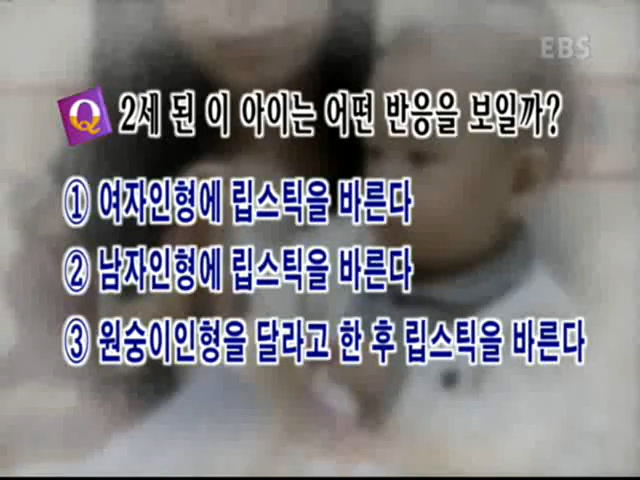 EBS
Q 2세 된 이 아이는 어떤 반응을 보일까?
① 여자인형에 립스틱을 바른다
② 남자인형에 립스틱을 바른다
③ 원숭이인형을 달라고 한 후 립스틱을 바른다